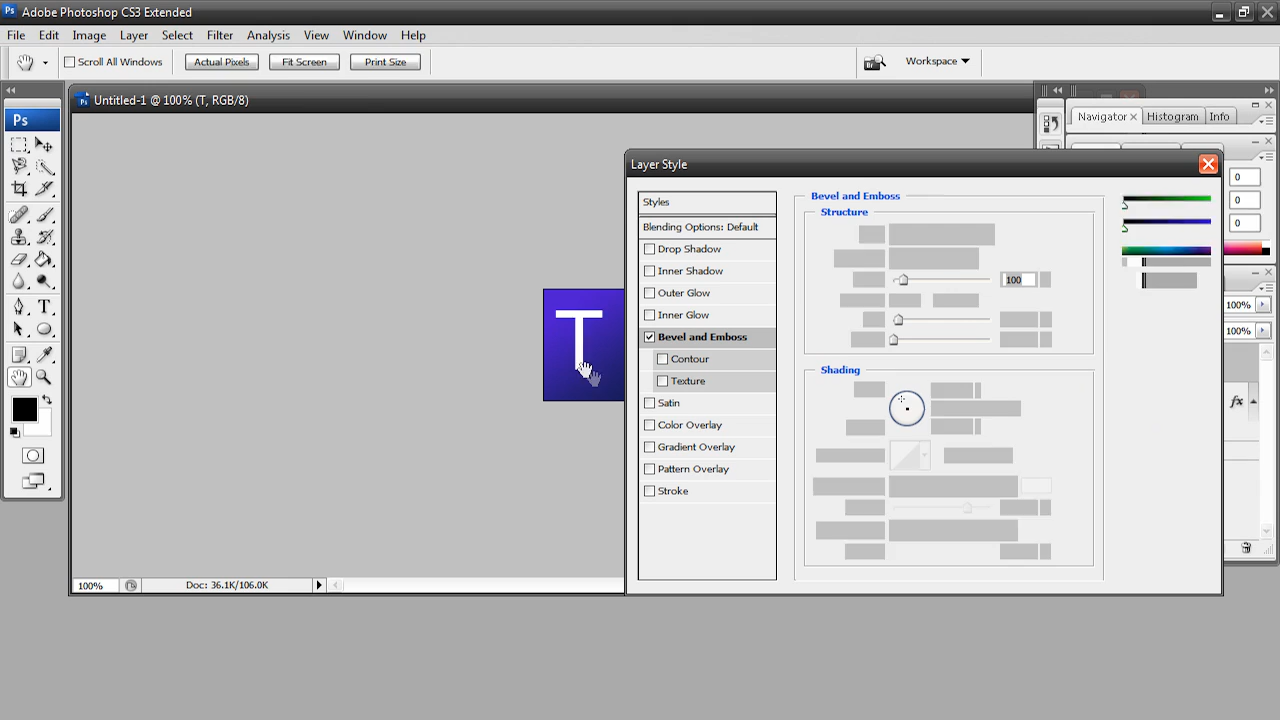 Adobe Photoshop CS3 Extended
File Edit Image Layer Select Filter Analysis View Window Help
Scroll All Windows Actual Pixels Fit Screen Print Size Workspace
Untitled-1 @ 100% (T, RGB/8)
Ps
Navigator Histogram Info
Layer Style
0
0
0
Styles
Blending Options: Default
Drop Shadow
Inner Shadow
Outer Glow
Inner Glow
Bevel and Emboss
Contour
Texture
Satin
Color Overlay
Gradient Overlay
Pattern Overlay
Stroke
Bevel and Emboss
Structure
100
Shading
100%
100%
fx
T
100% Doc: 36.1K/106.0K